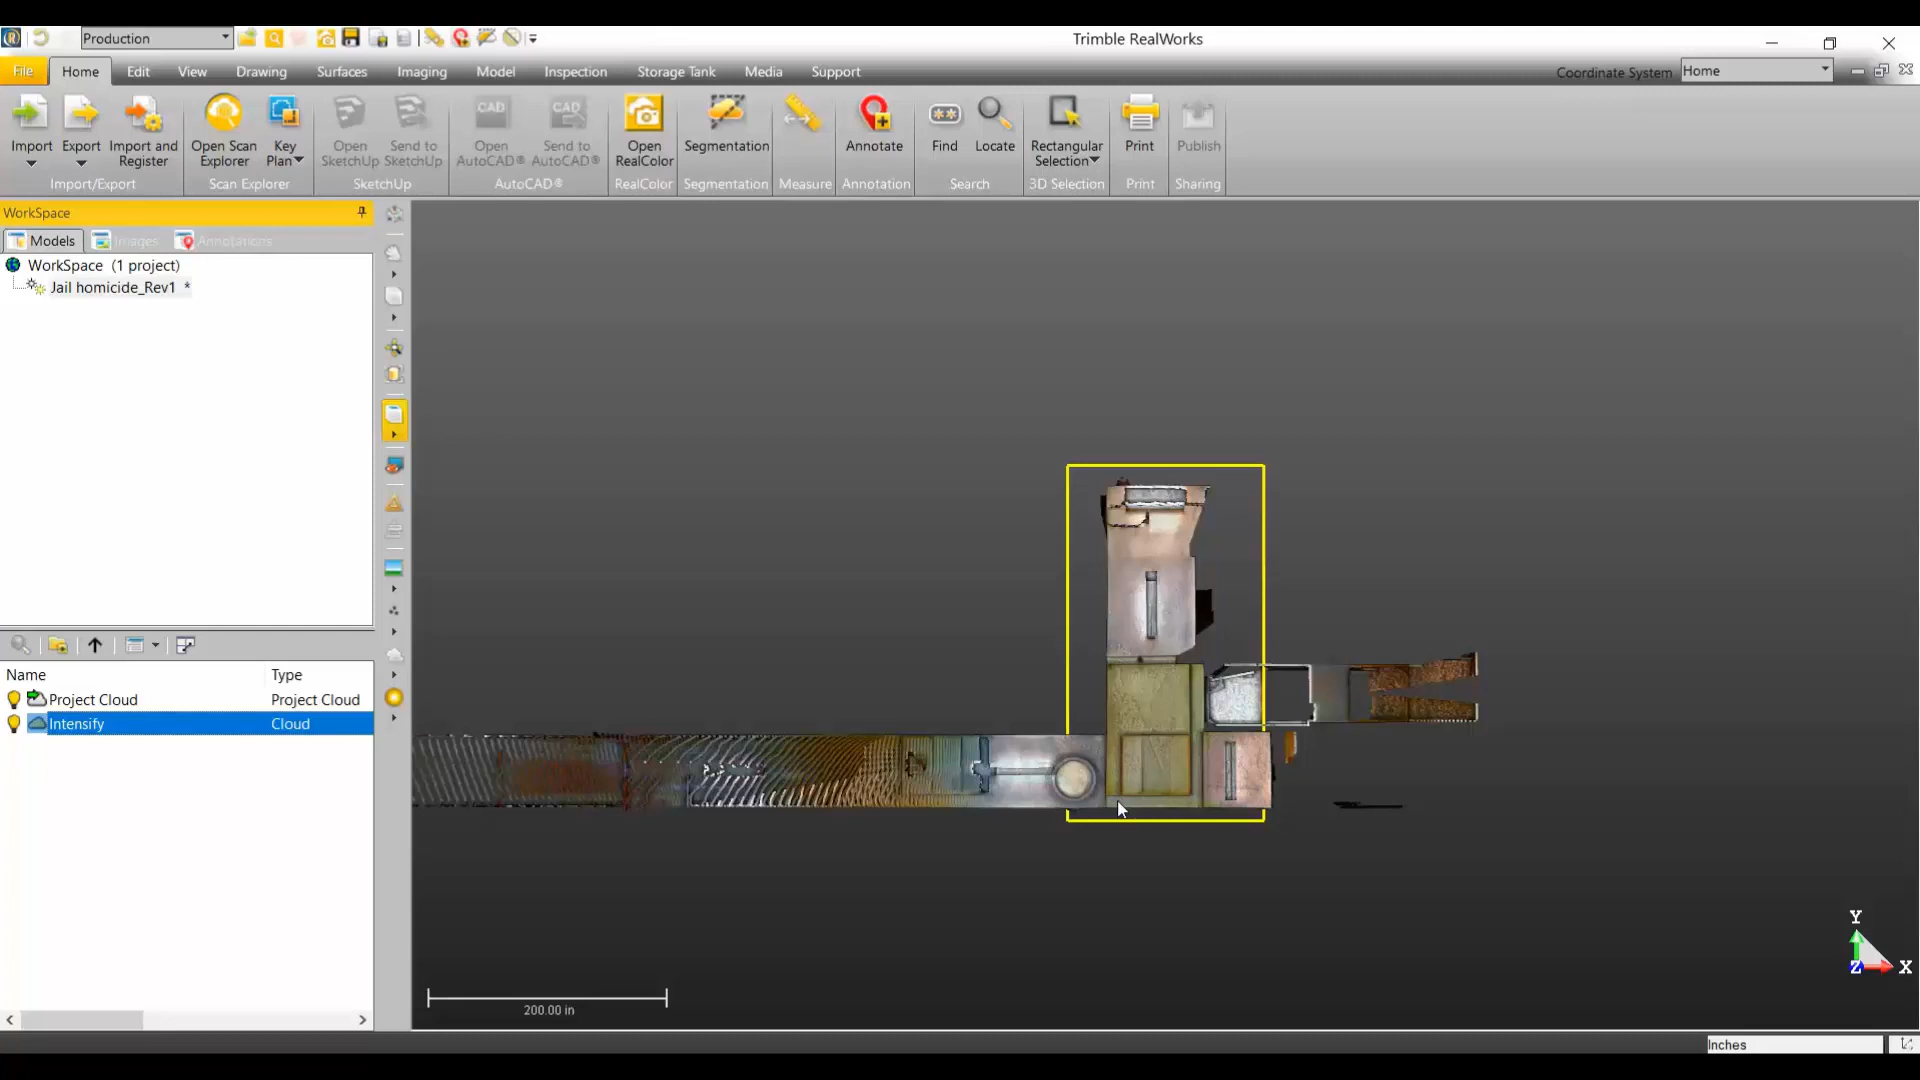 Production
Trimble RealWorks
File Home Edit View Drawing Surfaces Imaging Model Inspection Storage Tank Media Support
Coordinate System Home
CAD CAD
Import Export Import and Register
Open Scan Explorer Key Plan
Open SketchUp Send to SketchUp
Open AutoCAD® Send to AutoCAD®
Open RealColor
Segmentation
Annotate
Find Locate
Rectangular Selection
Print
Publish
Import/Export Scan Explorer SketchUp AutoCAD® RealColor Segmentation Measure Annotation Search 3D Selection Print Sharing
WorkSpace
Models Images Annotations
WorkSpace (1 project)
Jail homicide_Rev1 *
Name Type
Project Cloud Project Cloud
Intensify Cloud
200.00 in
Y
Z X
Inches